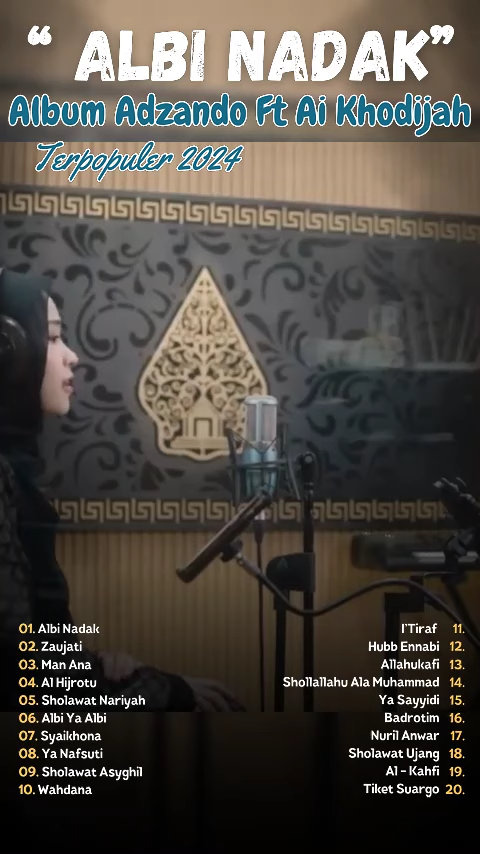 “ ALBI NADAK”
Album Adzando Ft Ai Khodijah
Terpopuler 2024
01. Albi Nadak
02. Zaujati
03. Man Ana
04. Al Hijrotu
05. Sholawat Nariyah
06. Albi Ya Albi
07. Syaikhona
08. Ya Nafsuti
09. Sholawat Asyghil
10. Wahdana
I'Tiraf 11.
Hubb Ennabi 12.
Allahukafi 13.
Shollallahu Ala Muhammad 14.
Ya Sayyidi 15.
Badrotim 16.
Nuril Anwar 17.
Sholawat Ujang 18.
Al - Kahfi 19.
Tiket Suargo 20.